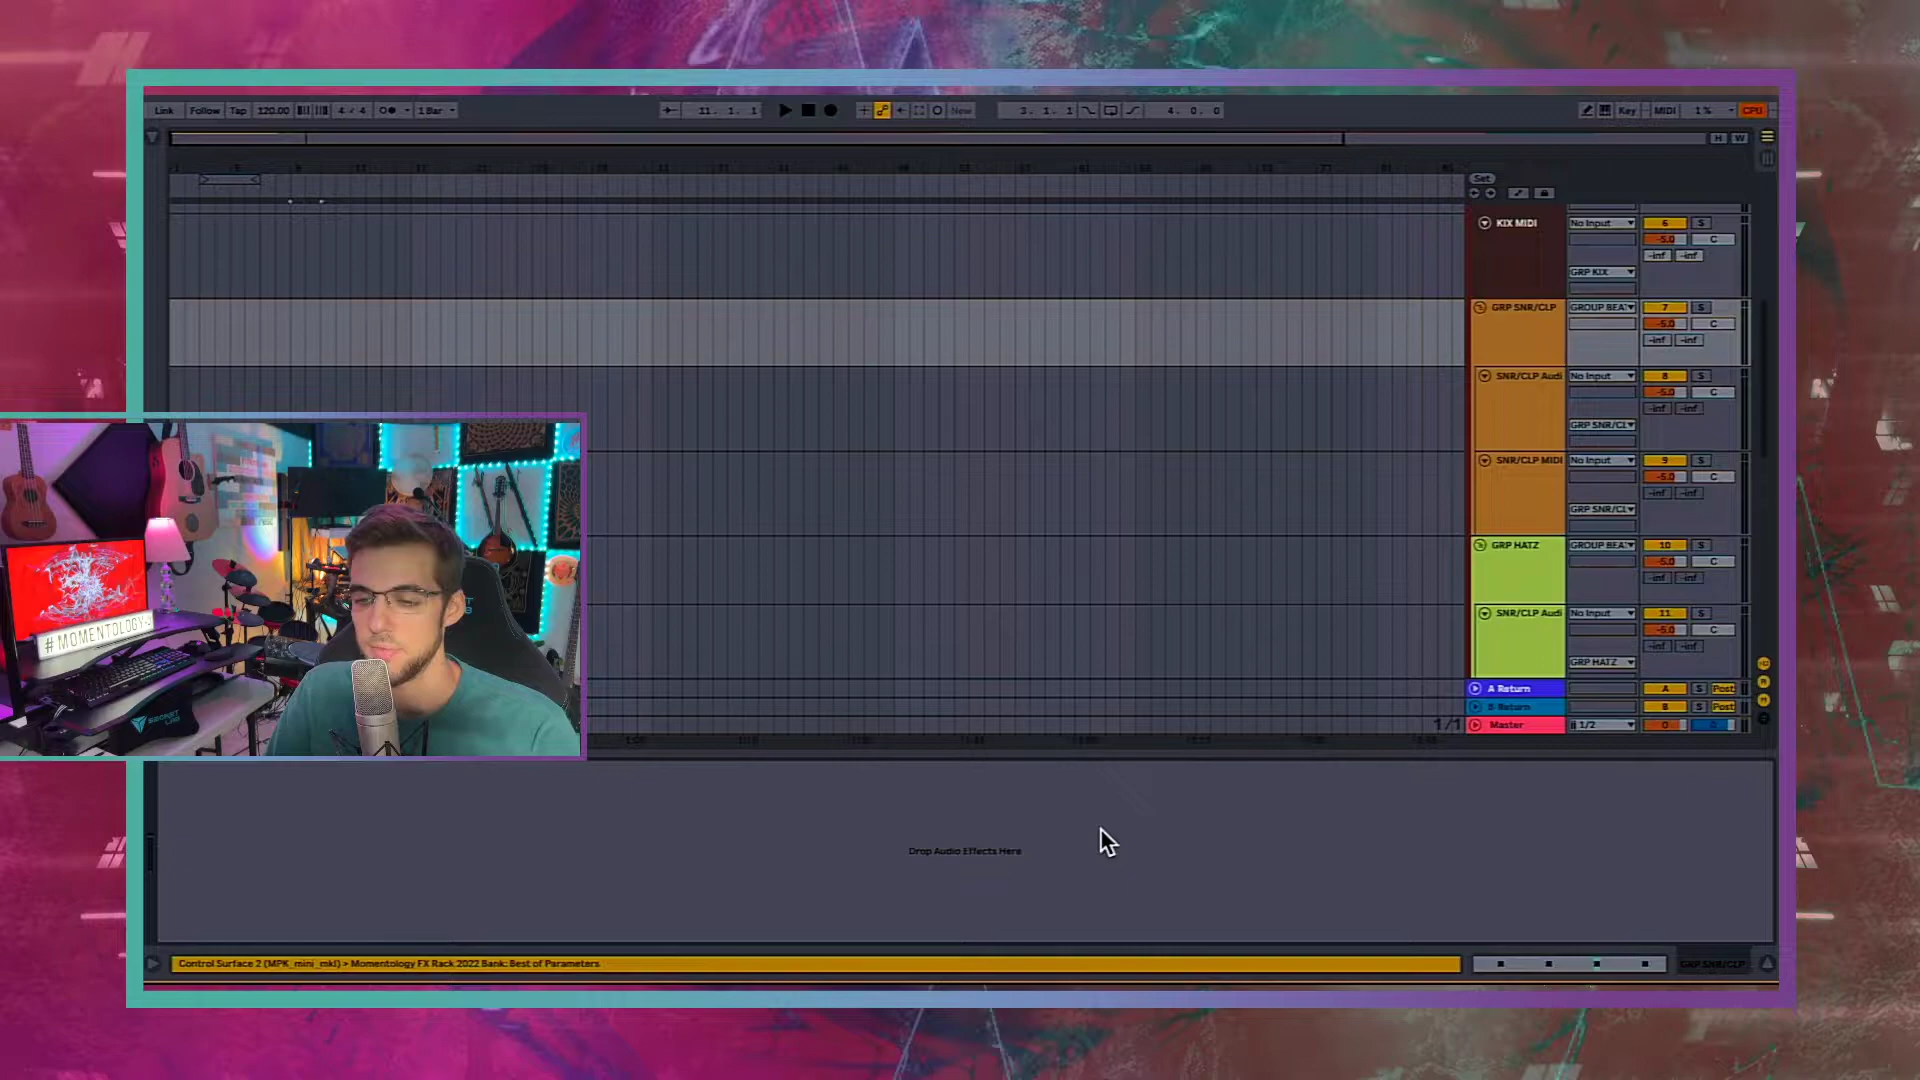 Link Follow Tap 120.00 4 / 4 1 Bar 11. 1. 1 New 3. 1. 1 4. 0. 0 Key MIDI 1 % CPU
H W
Set
KIX MIDI No Input 6 S
-5.0 C
-inf -inf
GRP KIX
GRP SNR/CLP GROUP BEA 7 S
-5.0 C
-inf -inf
SNR/CLP Audi No Input 8 S
-5.0 C
-inf -inf
GRP SNR/CL
SNR/CLP MIDI No Input 9 S
-5.0 C
-inf -inf
GRP SNR/CL
GRP HATZ GROUP BEA 10 S
-5.0 C
-inf -inf
SNR/CLP Audi No Input 11 S
-5.0 C
-inf -inf
GRP HATZ
A Return A S Post
B Return B S Post
1/1 Master 1/2 0 0
#MOMENTOLOGY
SECRET LAB
Drop Audio Effects Here
Control Surface 2 (MPK_mini_mkI) > Momentology FX Rack 2022 Bank: Best of Parameters
GRP SNR/CLP